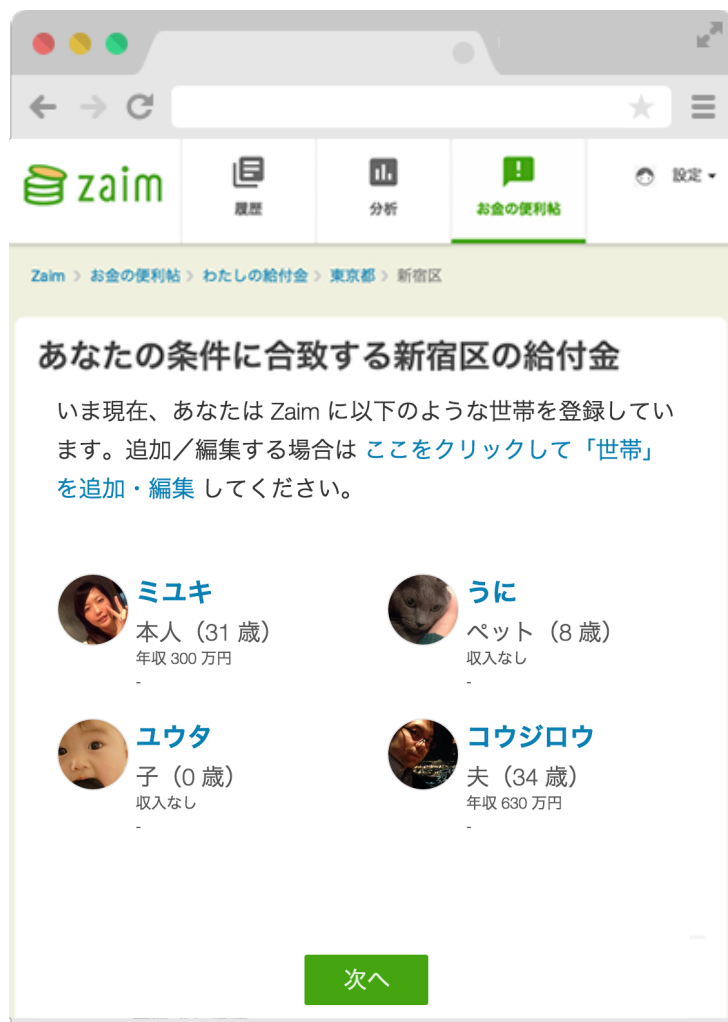 zaim
履歴
分析
お金の便利帖
設定
Zaim > お金の便利帖 > わたしの給付金 > 東京都 > 新宿区
あなたの条件に合致する新宿区の給付金
いま現在、あなたは Zaim に以下のような世帯を登録してい
ます。追加／編集する場合は ここをクリックして「世帯」
を追加・編集 してください。
ミユキ
本人（31 歳）
年収 300 万円
-
うに
ペット（8 歳）
収入なし
-
ユウタ
子（0 歳）
収入なし
-
コウジロウ
夫（34 歳）
年収 630 万円
-
次へ